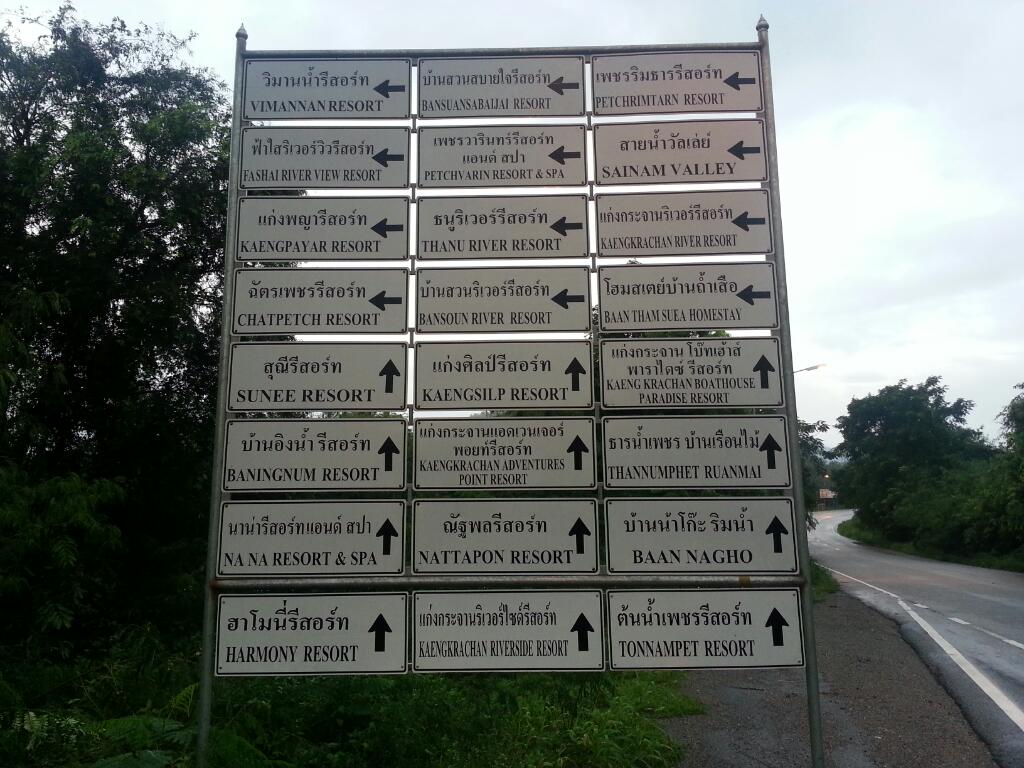 วิมานน้ำรีสอร์ท
VIMANNAN RESORT
บ้านสวนสบายใจรีสอร์ท
BANSUANSABAIJAI RESORT
เพชรริมธารรีสอร์ท
PETCHRIMTARN RESORT
ฟ้าใสริเวอร์วิวรีสอร์ท
FASHAI RIVER VIEW RESORT
เพชรวารินทร์รีสอร์ท
แอนด์ สปา
PETCHVARIN RESORT & SPA
สายน้ำวัลเล่ย์
SAINAM VALLEY
แก่งพญารีสอร์ท
KAENGPAYAR RESORT
ธนูริเวอร์รีสอร์ท
THANU RIVER RESORT
แก่งกระจานริเวอร์รีสอร์ท
KAENGKRACHAN RIVER RESORT
ฉัตรเพชรรีสอร์ท
CHATPETCH RESORT
บ้านสวนริเวอร์รีสอร์ท
BANSOUN RIVER RESORT
โฮมสเตย์บ้านถ้ำเสือ
BAAN THAM SUEA HOMESTAY
สุณีรีสอร์ท
SUNEE RESORT
แก่งศิลป์รีสอร์ท
KAENGSILP RESORT
แก่งกระจาน โบ๊ทเฮ้าส์
พาราไดซ์ รีสอร์ท
KAENG KRACHAN BOATHOUSE
PARADISE RESORT
บ้านอิงน้ำ รีสอร์ท
BANINGNUM RESORT
แก่งกระจานแอดเวนเจอร์
พอยท์รีสอร์ท
KAENGKRACHAN ADVENTURES
POINT RESORT
ธารน้ำเพชร บ้านเรือนไม้
THANNUMPHET RUANMAI
นาน่ารีสอร์ทแอนด์ สปา
NA NA RESORT & SPA
ณัฐพลรีสอร์ท
NATTAPON RESORT
บ้านน้าโก๊ะ ริมน้ำ
BAAN NAGHO
ฮาโมนี่รีสอร์ท
HARMONY RESORT
แก่งกระจานริเวอร์ไซด์รีสอร์ท
KAENGKRACHAN RIVERSIDE RESORT
ต้นน้ำเพชรรีสอร์ท
TONNAMPET RESORT